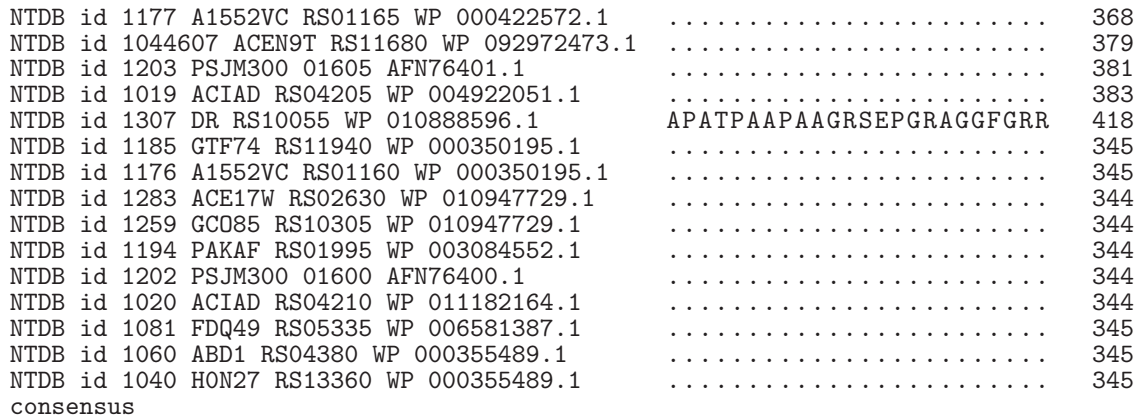 NTDB id 1177 A1552VC RS01165 WP 000422572.1 . . . . . . . . . . . . . . . . . . . . . . . . 368
NTDB id 1044607 ACEN9T RS11680 WP 092972473.1 . . . . . . . . . . . . . . . . . . . . . . . . 379
NTDB id 1203 PSJM300 01605 AFN76401.1 . . . . . . . . . . . . . . . . . . . . . . . . 381
NTDB id 1019 ACIAD RS04205 WP 004922051.1 . . . . . . . . . . . . . . . . . . . . . . . . 383
NTDB id 1307 DR RS10055 WP 010888596.1 APATPAAPAAGRSEPGRAGGFGRR 418
NTDB id 1185 GTF74 RS11940 WP 000350195.1 . . . . . . . . . . . . . . . . . . . . . . . . 345
NTDB id 1176 A1552VC RS01160 WP 000350195.1 . . . . . . . . . . . . . . . . . . . . . . . . 345
NTDB id 1283 ACE17W RS02630 WP 010947729.1 . . . . . . . . . . . . . . . . . . . . . . . . 344
NTDB id 1259 GCO85 RS10305 WP 010947729.1 . . . . . . . . . . . . . . . . . . . . . . . . 344
NTDB id 1194 PAKAF RS01995 WP 003084552.1 . . . . . . . . . . . . . . . . . . . . . . . . 344
NTDB id 1202 PSJM300 01600 AFN76400.1 . . . . . . . . . . . . . . . . . . . . . . . . 344
NTDB id 1020 ACIAD RS04210 WP 011182164.1 . . . . . . . . . . . . . . . . . . . . . . . . 344
NTDB id 1081 FDQ49 RS05335 WP 006581387.1 . . . . . . . . . . . . . . . . . . . . . . . . 345
NTDB id 1060 ABD1 RS04380 WP 000355489.1 . . . . . . . . . . . . . . . . . . . . . . . . 345
NTDB id 1040 HON27 RS13360 WP 000355489.1 . . . . . . . . . . . . . . . . . . . . . . . . 345
consensus